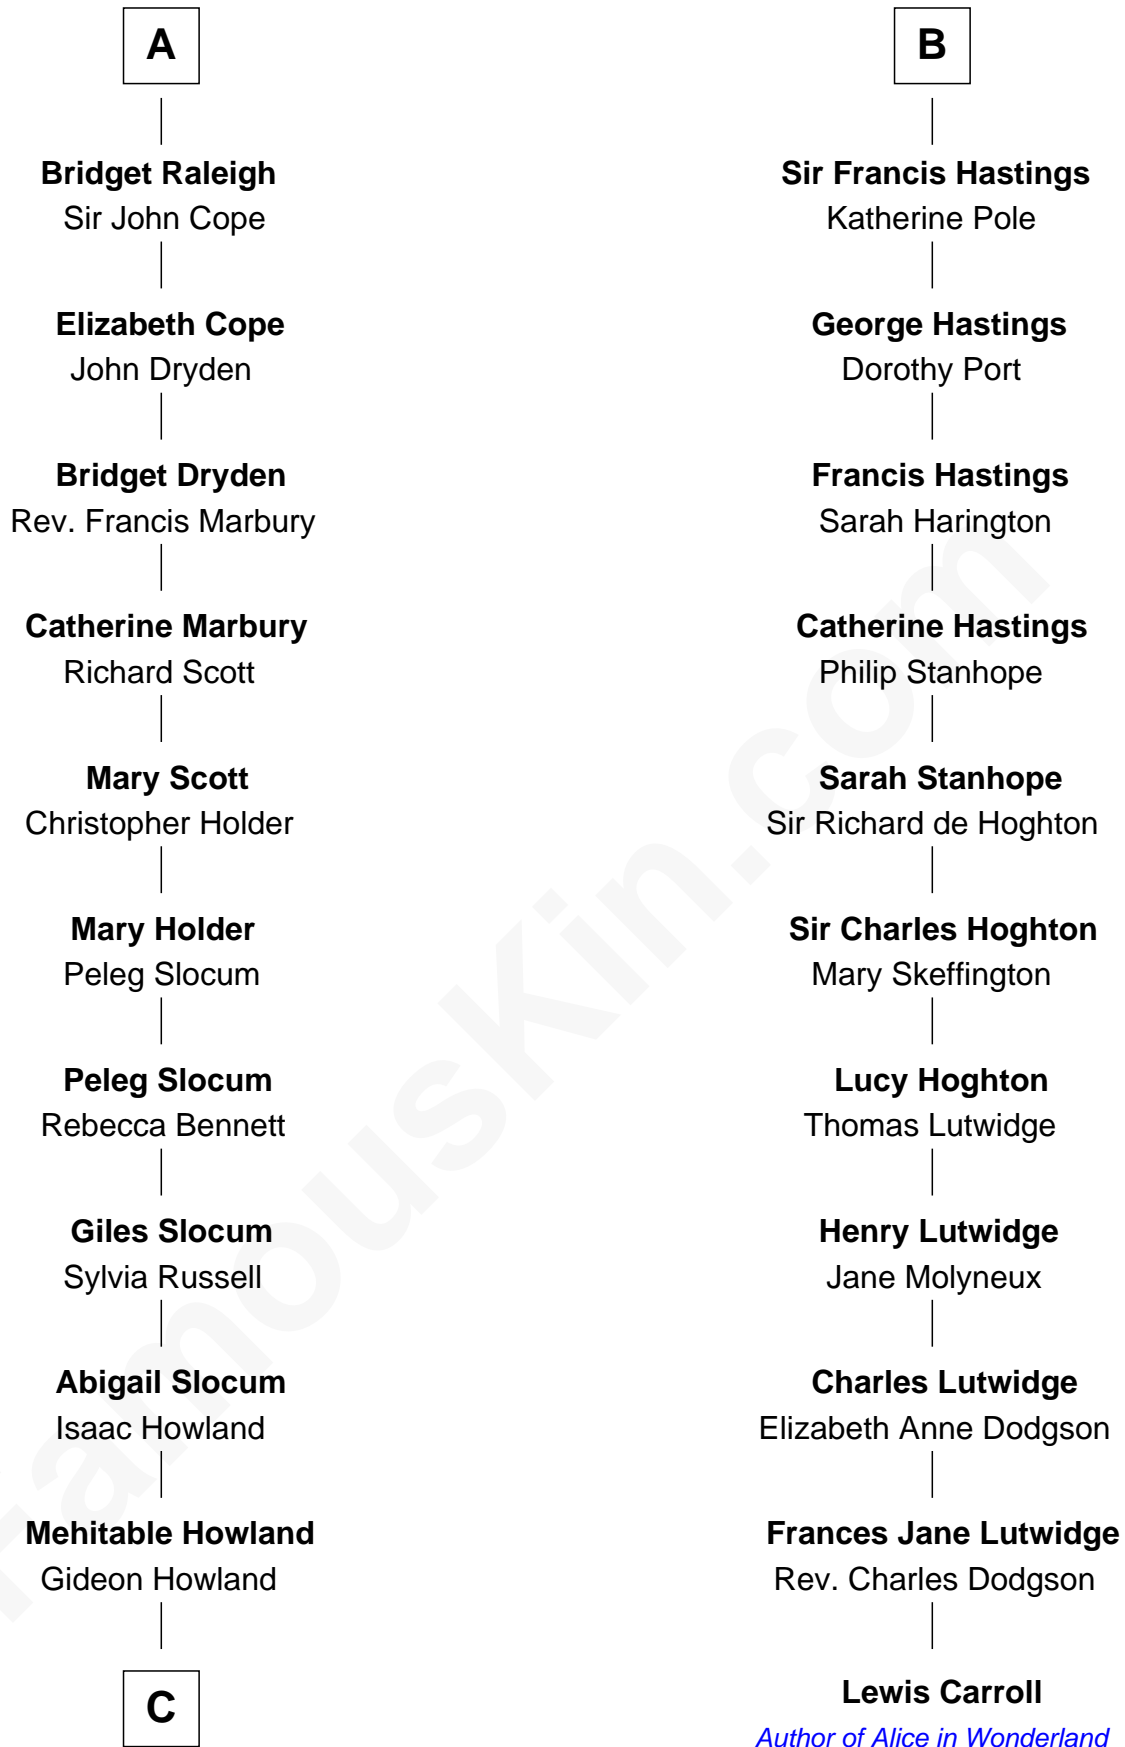 A
Bridget Raleigh
Sir John Cope
Elizabeth Cope
John Dryden
Bridget Dryden
Rev. Francis Marbury
Catherine Marbury
Richard Scott
Mary Scott
Christopher Holder
Mary Holder
Peleg Slocum
Peleg Slocum
Rebecca Bennett
Giles Slocum
Sylvia Russell
Abigail Slocum
Isaac Howland
Mehitable Howland
Gideon Howland
C
B
Sir Francis Hastings
Katherine Pole
George Hastings
Dorothy Port
Francis Hastings
Sarah Harington
Catherine Hastings
Philip Stanhope
Sarah Stanhope
Sir Richard de Hoghton
Sir Charles Hoghton
Mary Skeffington
Lucy Hoghton
Thomas Lutwidge
Henry Lutwidge
Jane Molyneux
Charles Lutwidge
Elizabeth Anne Dodgson
Frances Jane Lutwidge
Rev. Charles Dodgson
Lewis Carroll
Author of Alice in Wonderland
FamousKin.com